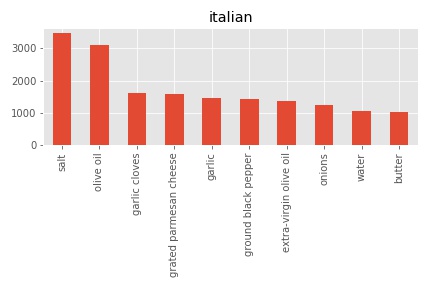 italian
3000
2000
1000
0
salt
olive oil
garlic cloves
grated parmesan cheese
garlic
ground black pepper
extra-virgin olive oil
onions
water
butter